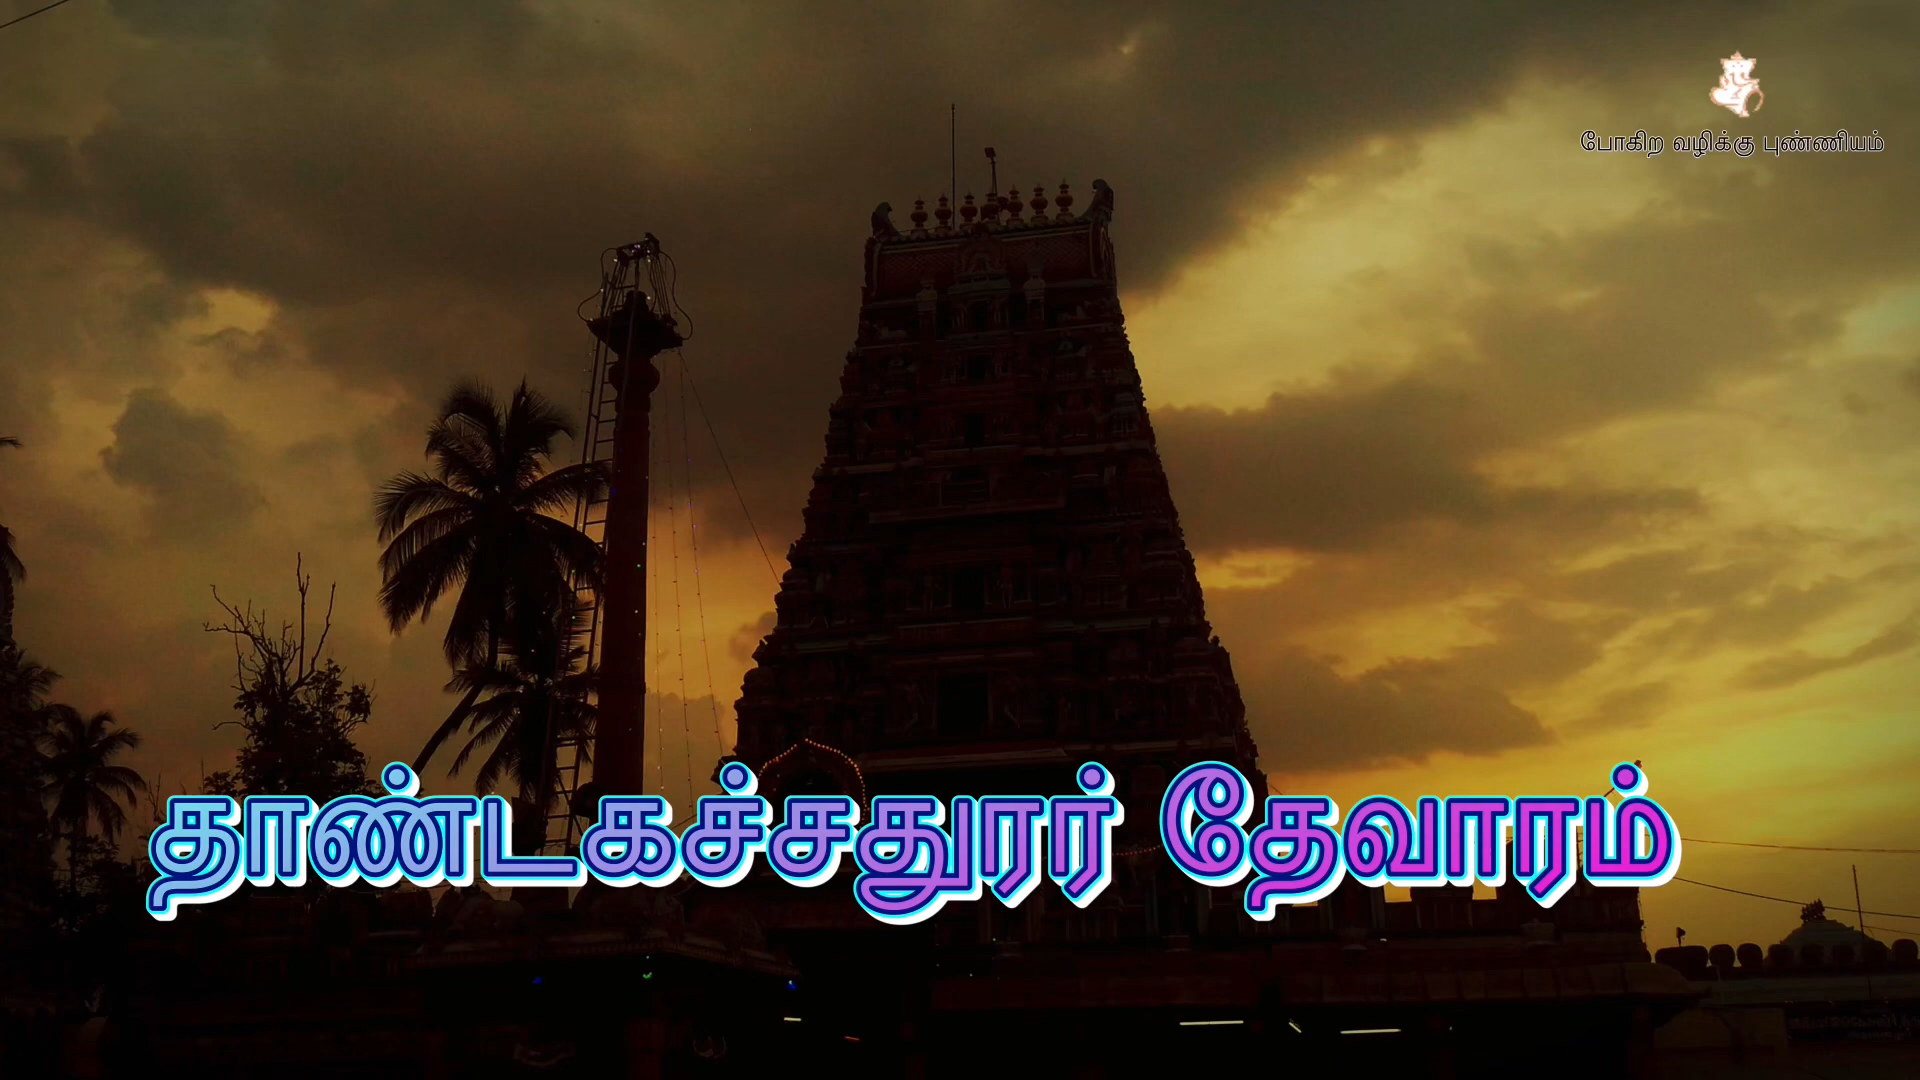 போகிற வழிக்கு புண்ணியம்
தாண்டகச்சதுரர் தேவாரம்